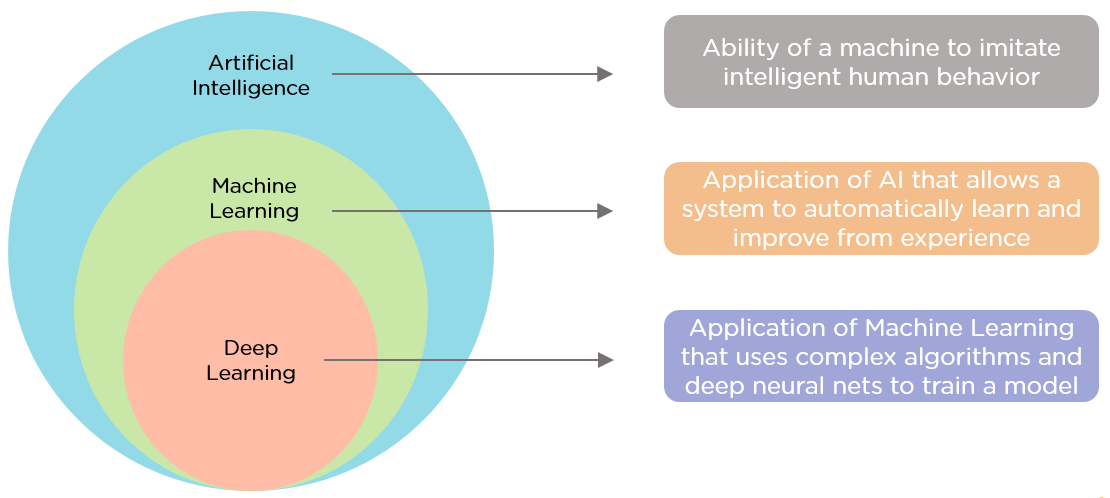 Artificial
Intelligence
Ability of a machine to imitate
intelligent human behavior
Machine
Learning
Application of AI that allows a
system to automatically learn and
improve from experience
Deep
Learning
Application of Machine Learning
that uses complex algorithms and
deep neural nets to train a model